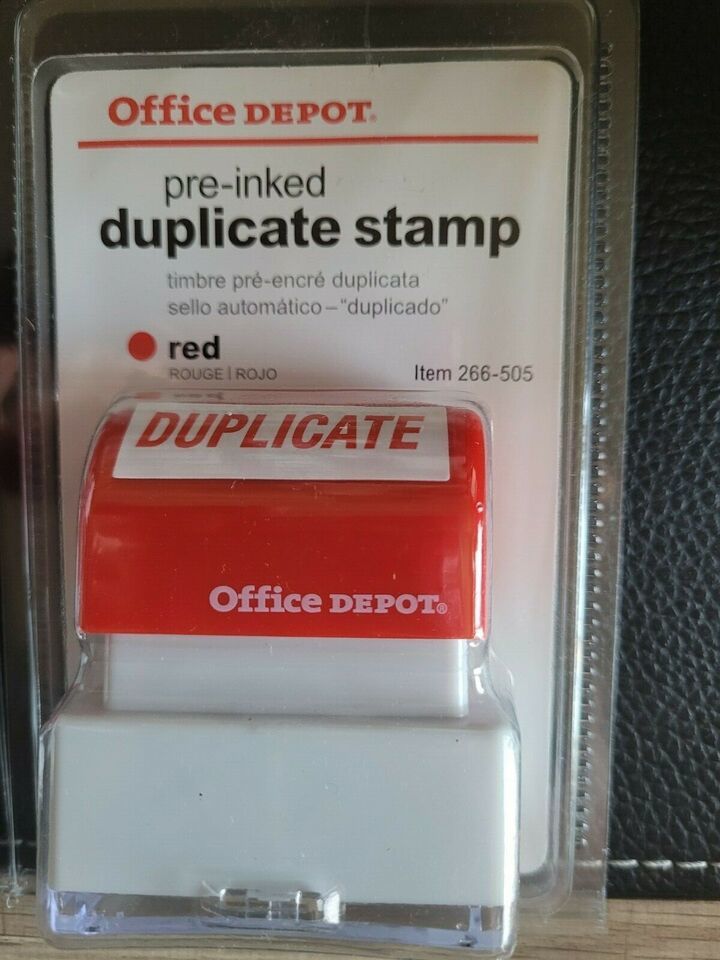 Office DEPOT®
pre-inked
duplicate stamp
timbre pré-encré duplicata
sello automático – “duplicado”
red
ROUGE | ROJO
Item 266-505
DUPLICATE
Office DEPOT®